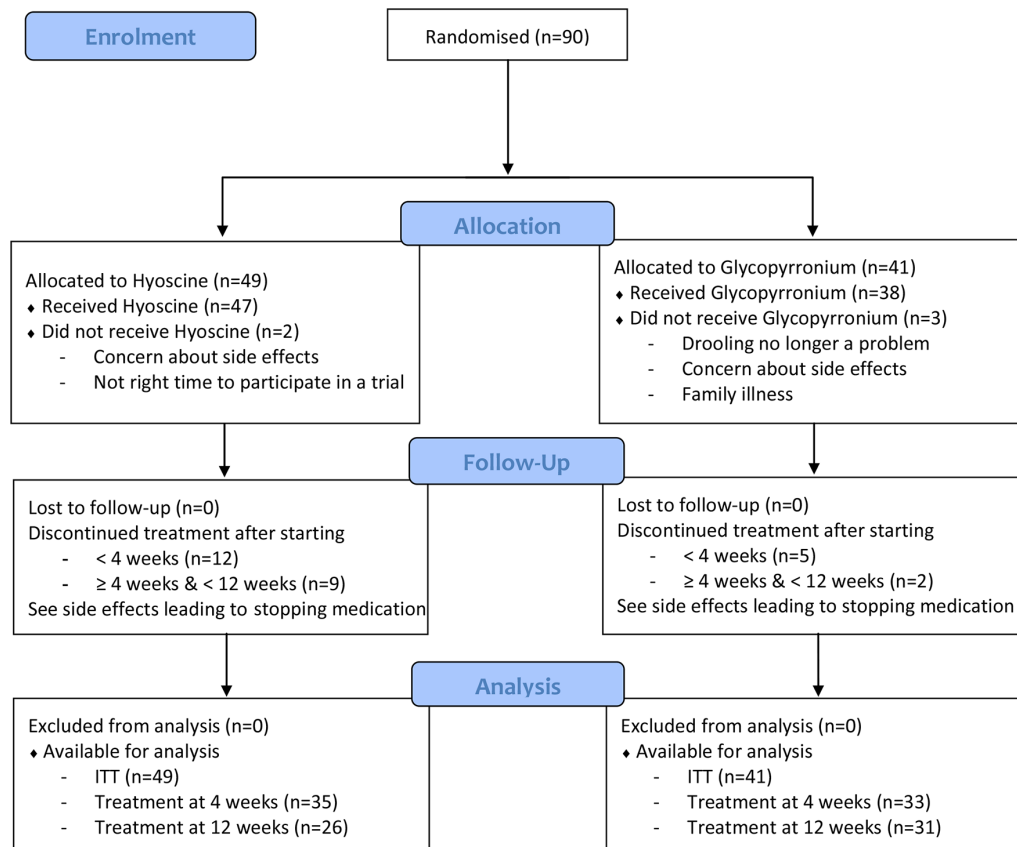 Enrolment
Randomised (n=90)
Allocation
Allocated to Hyoscine (n=49)
♦ Received Hyoscine (n=47)
♦ Did not receive Hyoscine (n=2)
- Concern about side effects
- Not right time to participate in a trial
Allocated to Glycopyrronium (n=41)
♦ Received Glycopyrronium (n=38)
♦ Did not receive Glycopyrronium (n=3)
- Drooling no longer a problem
- Concern about side effects
- Family illness
Follow-Up
Lost to follow-up (n=0)
Discontinued treatment after starting
- < 4 weeks (n=12)
- ≥ 4 weeks & < 12 weeks (n=9)
See side effects leading to stopping medication
Lost to follow-up (n=0)
Discontinued treatment after starting
- < 4 weeks (n=5)
- ≥ 4 weeks & < 12 weeks (n=2)
See side effects leading to stopping medication
Analysis
Excluded from analysis (n=0)
♦ Available for analysis
- ITT (n=49)
- Treatment at 4 weeks (n=35)
- Treatment at 12 weeks (n=26)
Excluded from analysis (n=0)
♦ Available for analysis
- ITT (n=41)
- Treatment at 4 weeks (n=33)
- Treatment at 12 weeks (n=31)